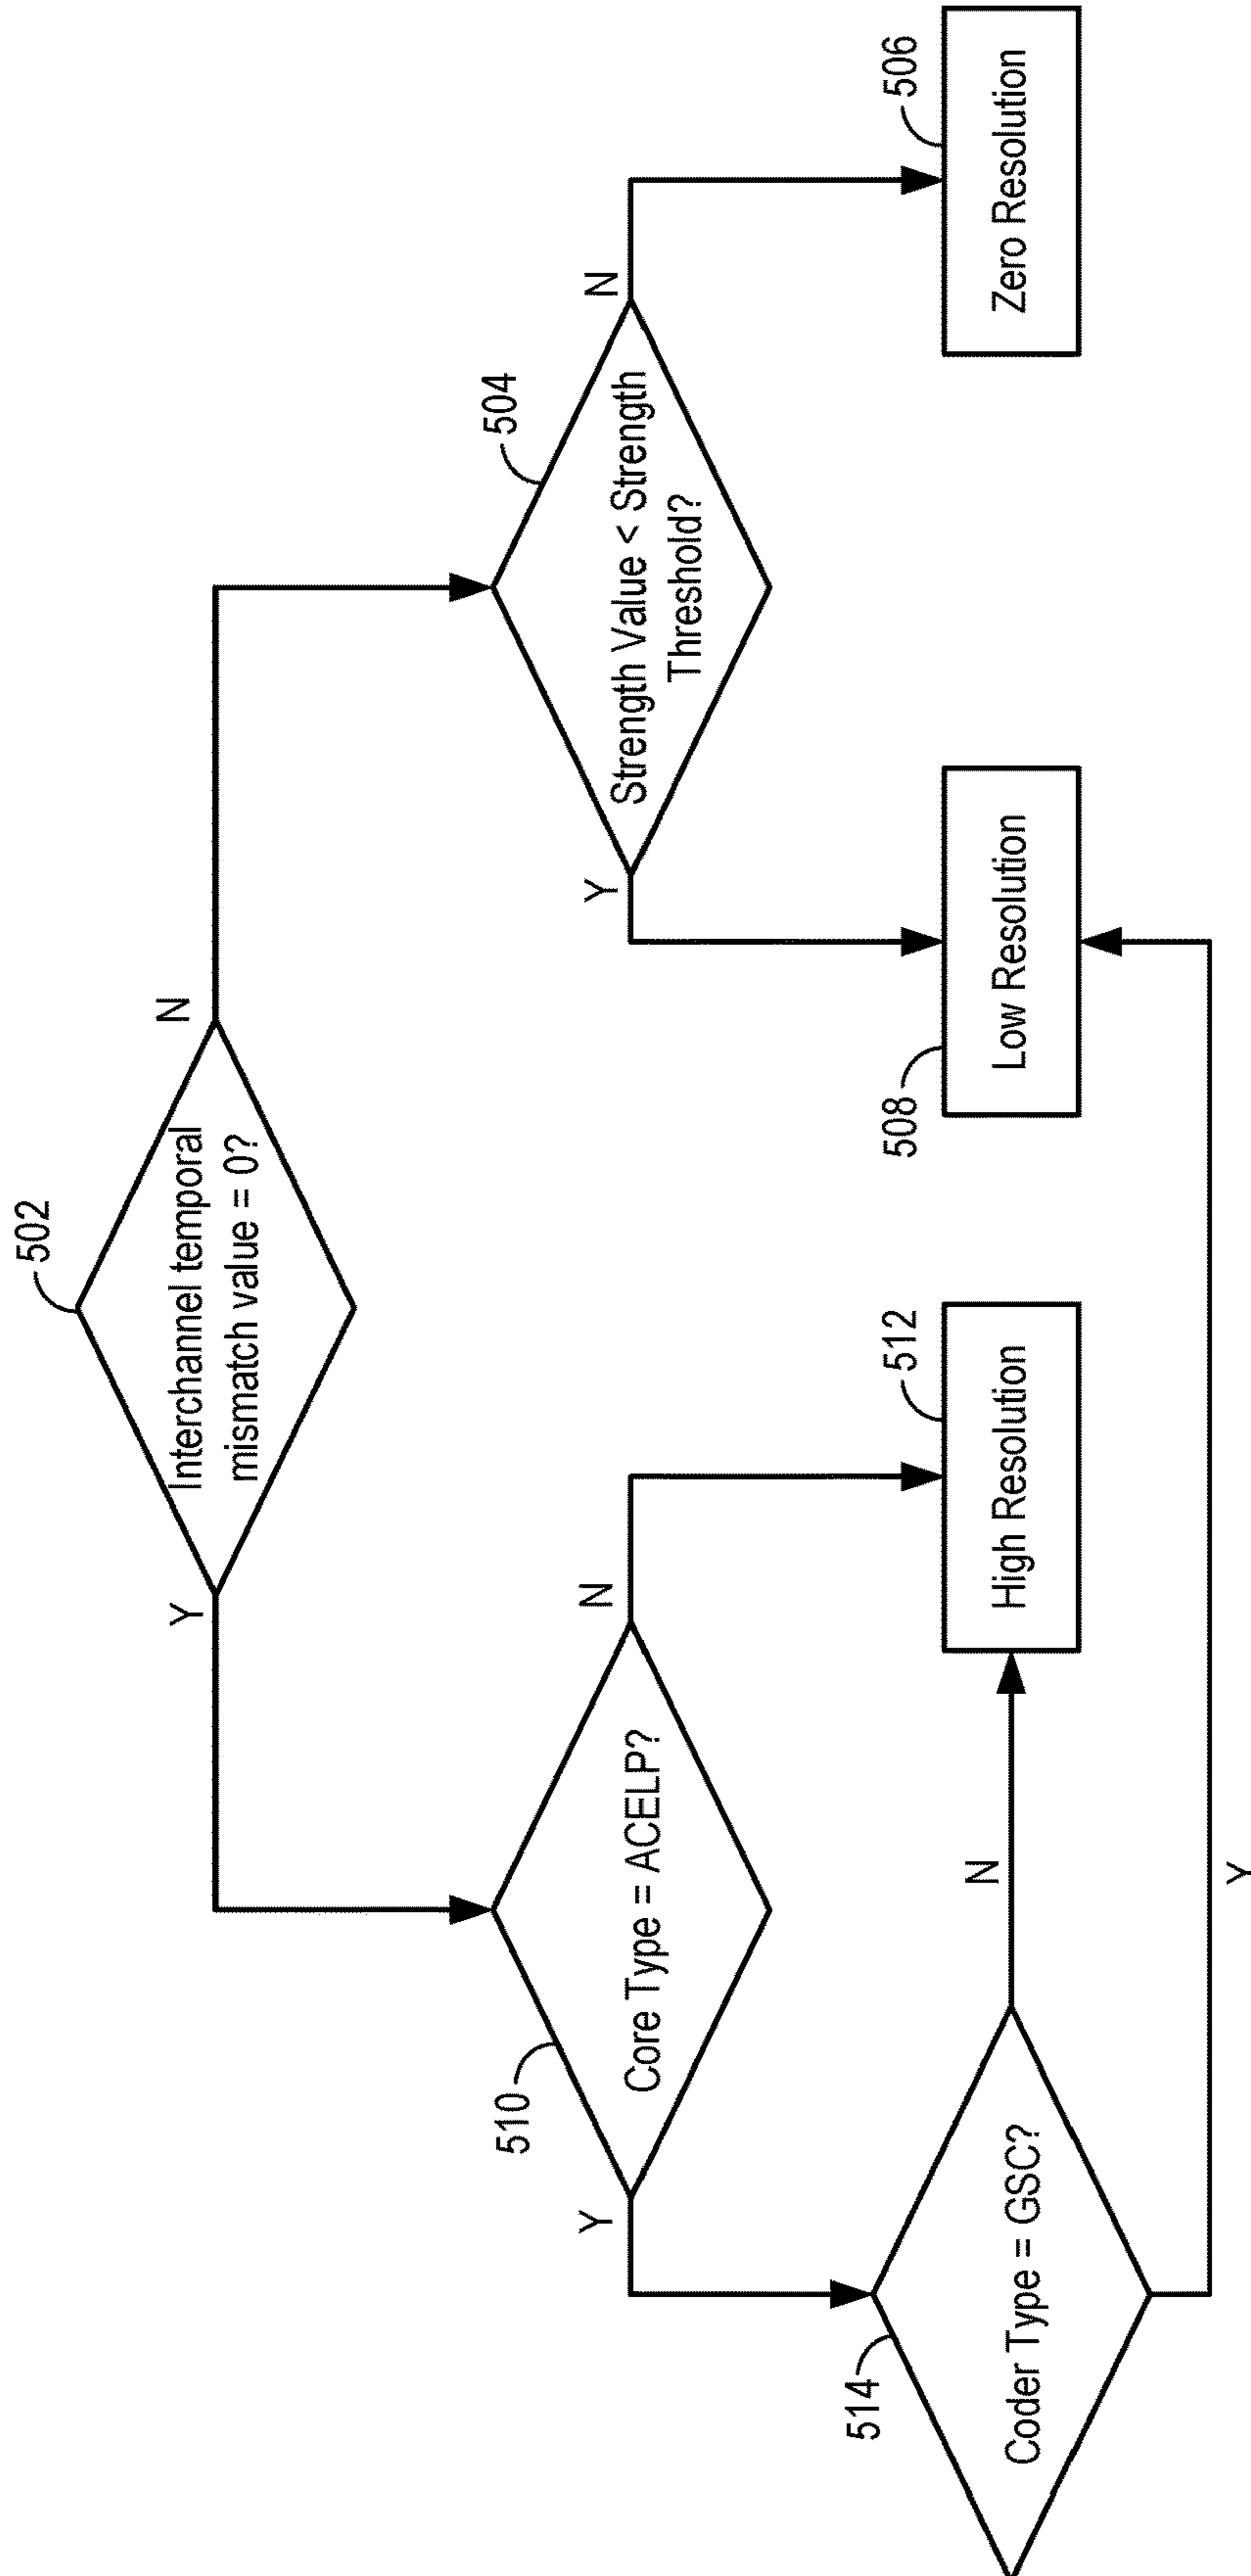 502
Interchannel temporal
mismatch value = 0?
Y
N
510
Core Type = ACELP?
Y
N
504
Strength Value < Strength
Threshold?
Y
N
514
Coder Type = GSC?
N
Y
512
High Resolution
508
Low Resolution
506
Zero Resolution